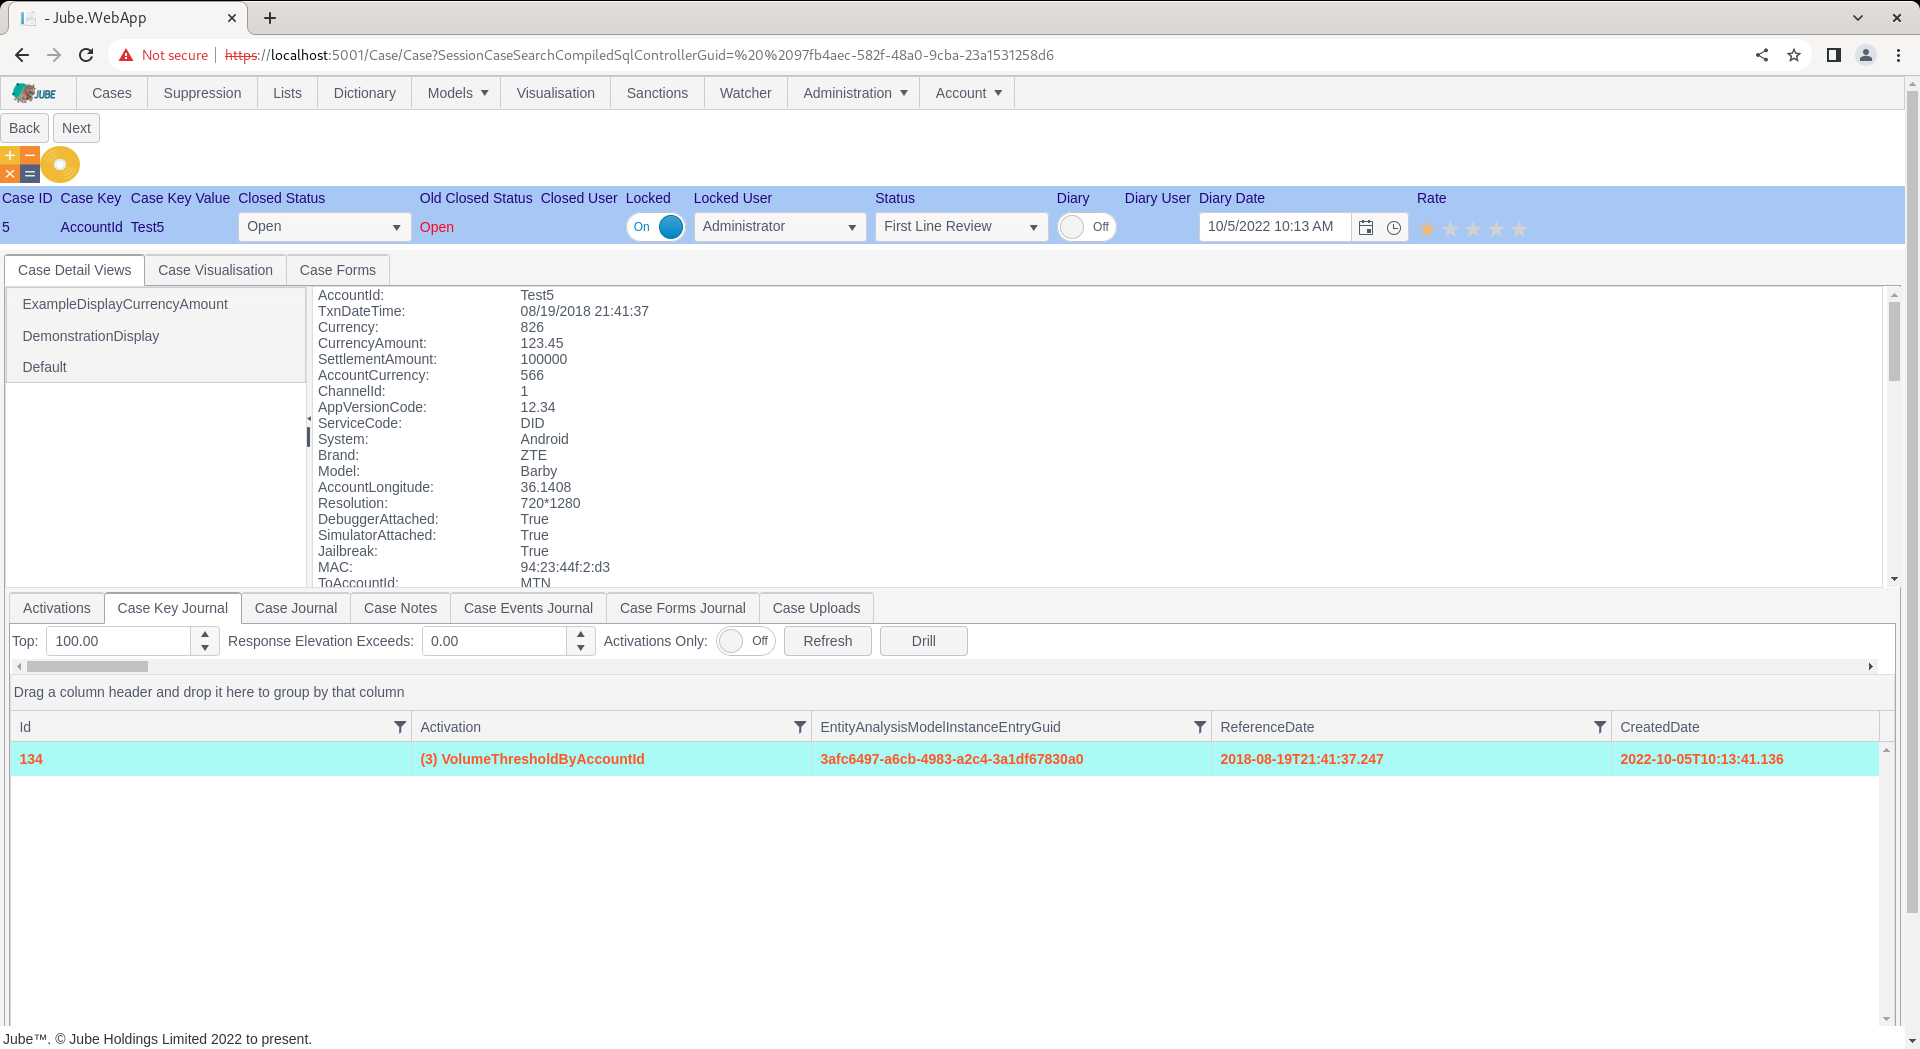 - Jube.WebApp
Not secure https://localhost:5001/Case/Case?SessionCaseSearchCompiledSqlControllerGuid=%20%2097fb4aec-582f-48a0-9cba-23a1531258d6
JUBE Cases Suppression Lists Dictionary Models Visualisation Sanctions Watcher Administration Account
Back Next
Case ID Case Key Case Key Value Closed Status Old Closed Status Closed User Locked Locked User Status Diary Diary User Diary Date Rate
5 AccountId Test5 Open Open On Administrator First Line Review Off 10/5/2022 10:13 AM
Case Detail Views Case Visualisation Case Forms
ExampleDisplayCurrencyAmount
DemonstrationDisplay
Default
AccountId: Test5
TxnDateTime: 08/19/2018 21:41:37
Currency: 826
CurrencyAmount: 123.45
SettlementAmount: 100000
AccountCurrency: 566
ChannelId: 1
AppVersionCode: 12.34
ServiceCode: DID
System: Android
Brand: ZTE
Model: Barby
AccountLongitude: 36.1408
Resolution: 720*1280
DebuggerAttached: True
SimulatorAttached: True
Jailbreak: True
MAC: 94:23:44f:2:d3
ToAccountId: MTN
Activations Case Key Journal Case Journal Case Notes Case Events Journal Case Forms Journal Case Uploads
Top: 100.00 Response Elevation Exceeds: 0.00 Activations Only: Off Refresh Drill
Drag a column header and drop it here to group by that column
Id Activation EntityAnalysisModelInstanceEntryGuid ReferenceDate CreatedDate
134 (3) VolumeThresholdByAccountId 3afc6497-a6cb-4983-a2c4-3a1df67830a0 2018-08-19T21:41:37.247 2022-10-05T10:13:41.136
Jube™. © Jube Holdings Limited 2022 to present.